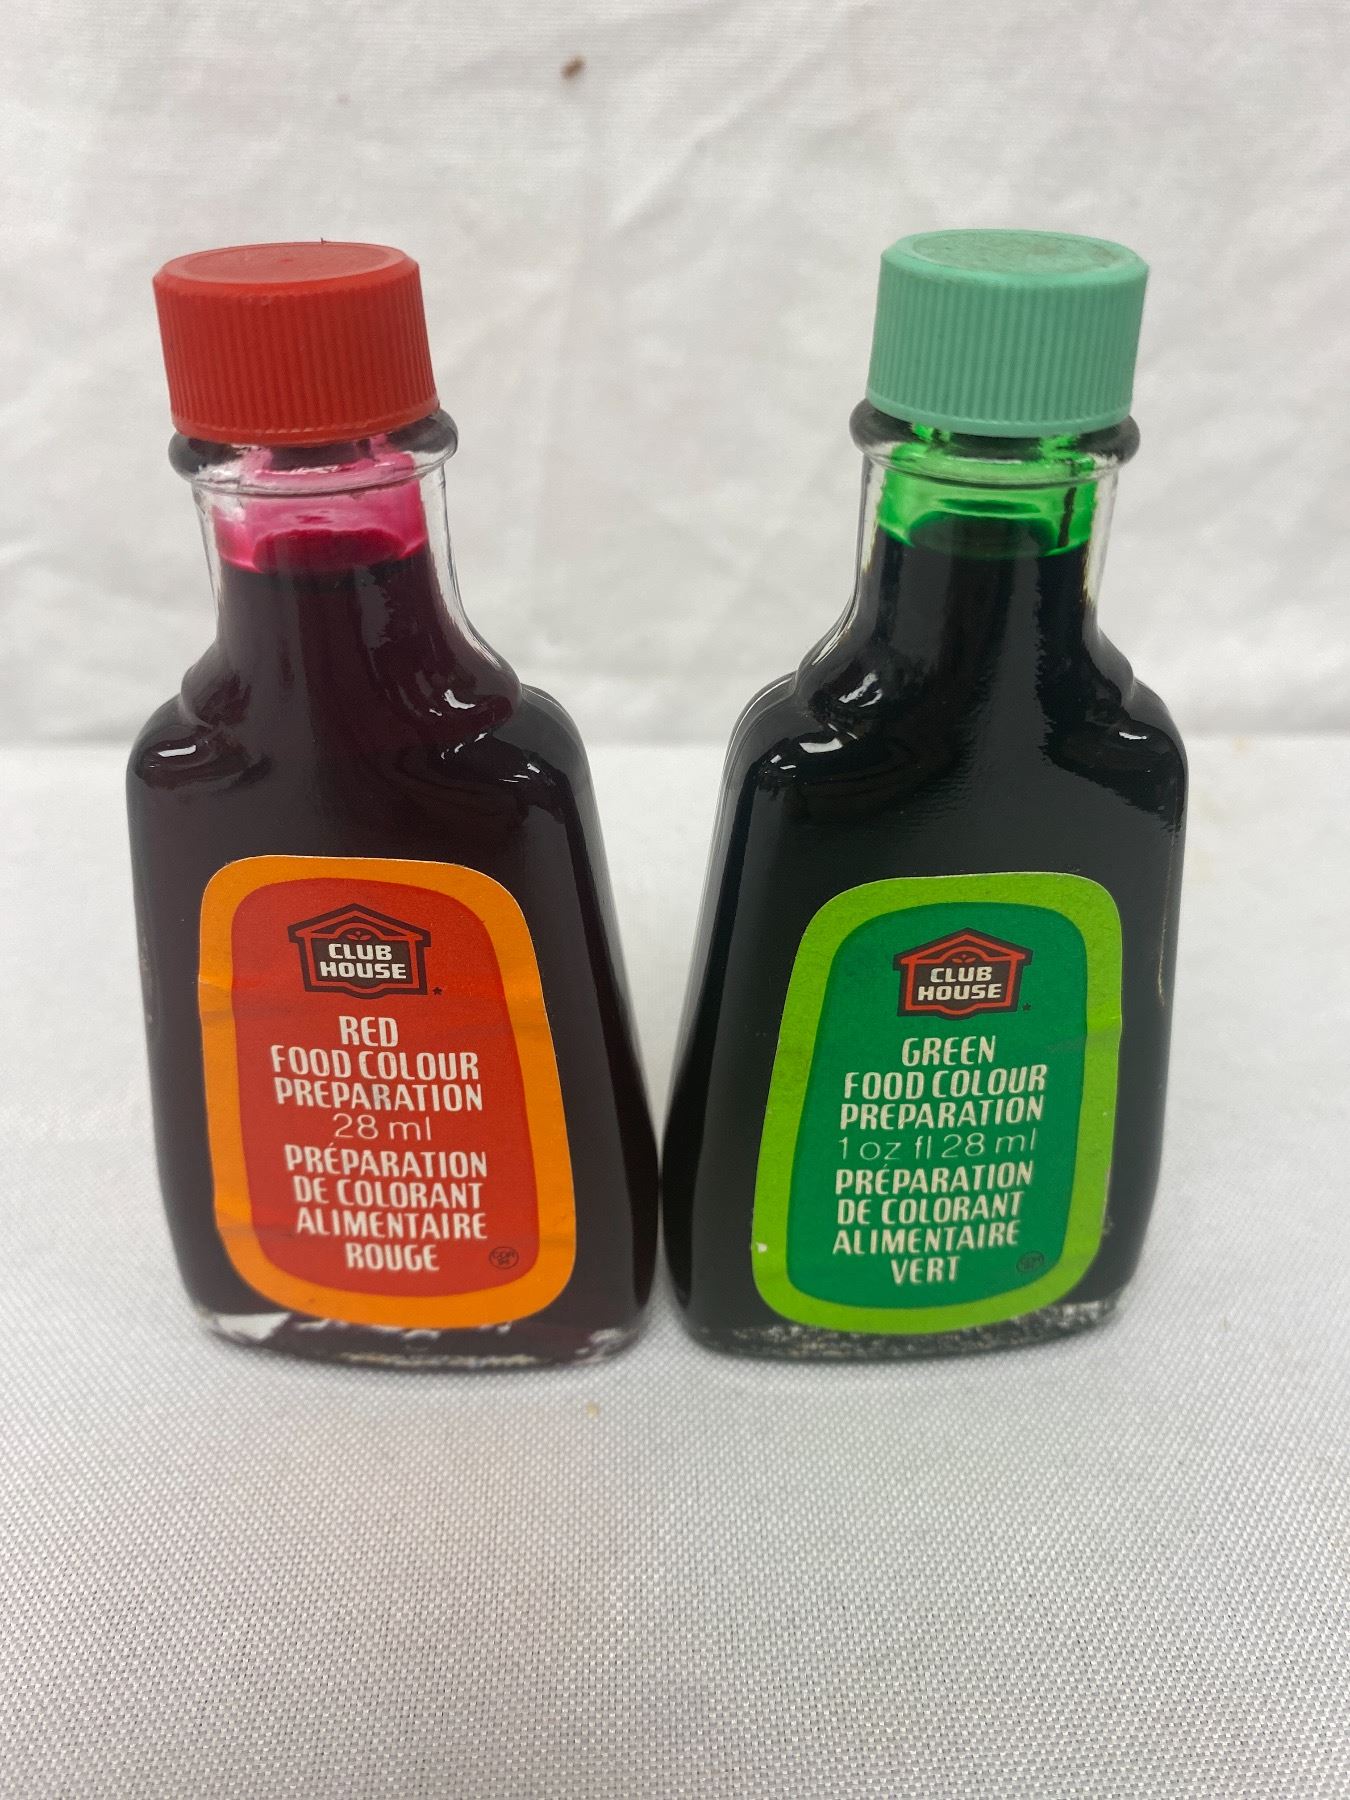 CLUB
HOUSE
RED
FOOD COLOUR
PREPARATION
28 ml
PRÉPARATION
DE COLORANT
ALIMENTAIRE
ROUGE
CLUB
HOUSE
GREEN
FOOD COLOUR
PREPARATION
1 oz fl 28 ml
PRÉPARATION
DE COLORANT
ALIMENTAIRE
VERT